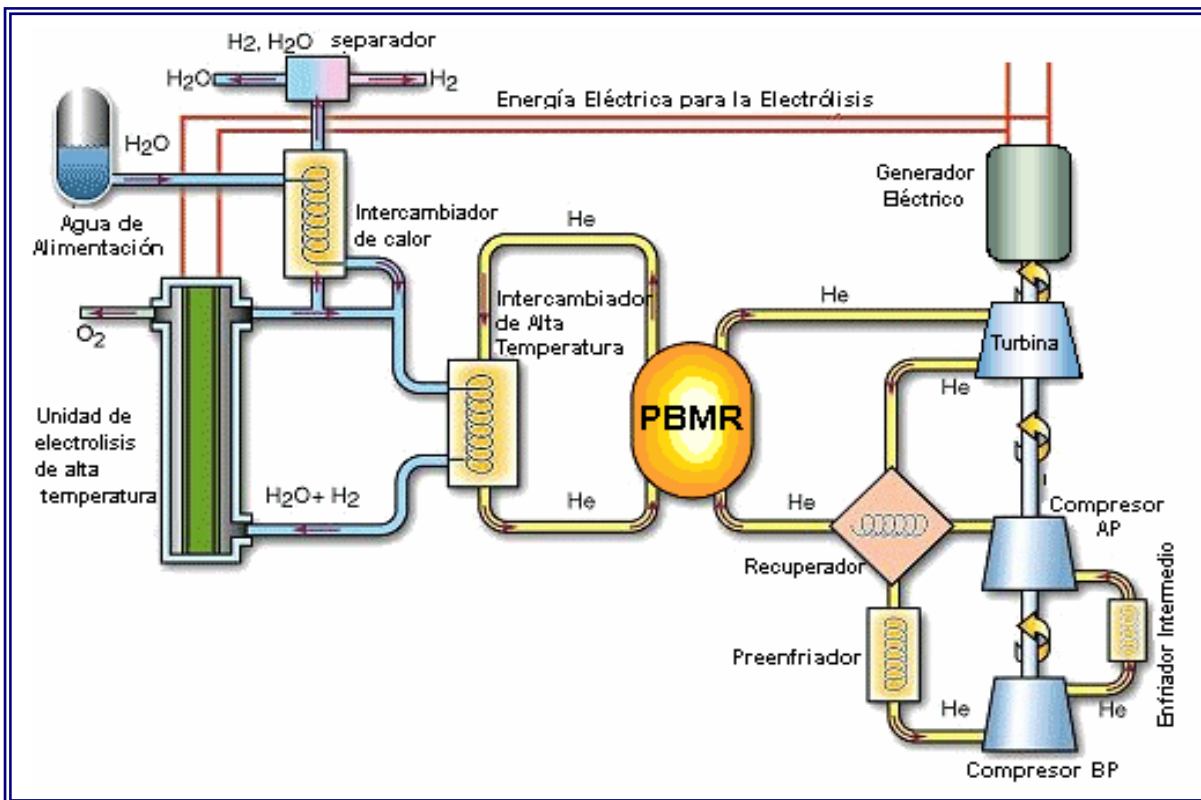 H2, H2O separador
H2O
H2
Energía Eléctrica para la Electrólisis
H2O
Generador
Eléctrico
Agua de
Alimentación
Intercambiador
de calor
He
He
Intercambiador
de Alta
Temperatura
O2
Turbina
He
PBMR
Unidad de
electrolisis
de alta
temperatura
H2O+ H2
He
He
Compresor
AP
Recuperador
Enfriador Intermedio
Preenfriador
He
He
Compresor BP